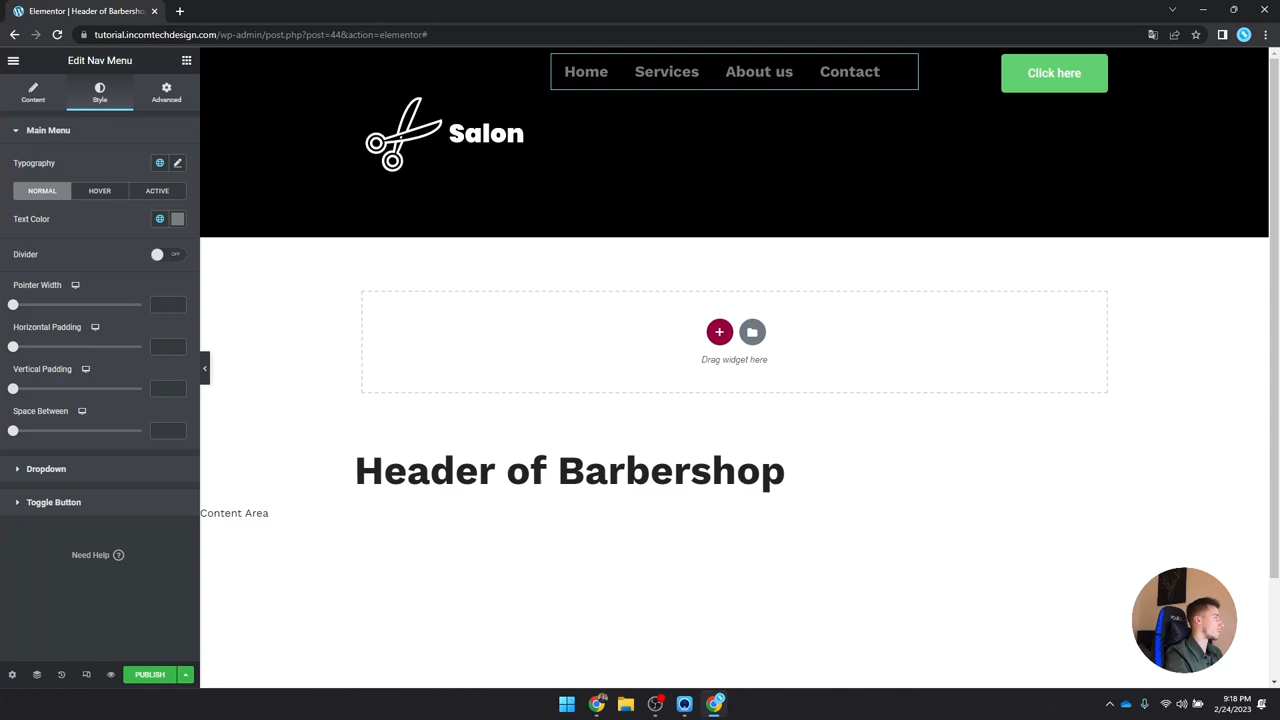 Elementor | Header of Barbersho
tutorial.incomtechdesign.com/wp-admin/post.php?post=44&action=elementor#
Edit Nav Menu
Content
Style
Advanced
Main Menu
Typography
NORMAL
HOVER
ACTIVE
Text Color
Divider
OFF
Pointer Width
Horizontal Padding
Space Between
Dropdown
Toggle Button
Need Help
PUBLISH
Home
Services
About us
Contact
Click here
Salon
Drag widget here
Header of Barbershop
Content Area
9:18 PM
2/24/2023